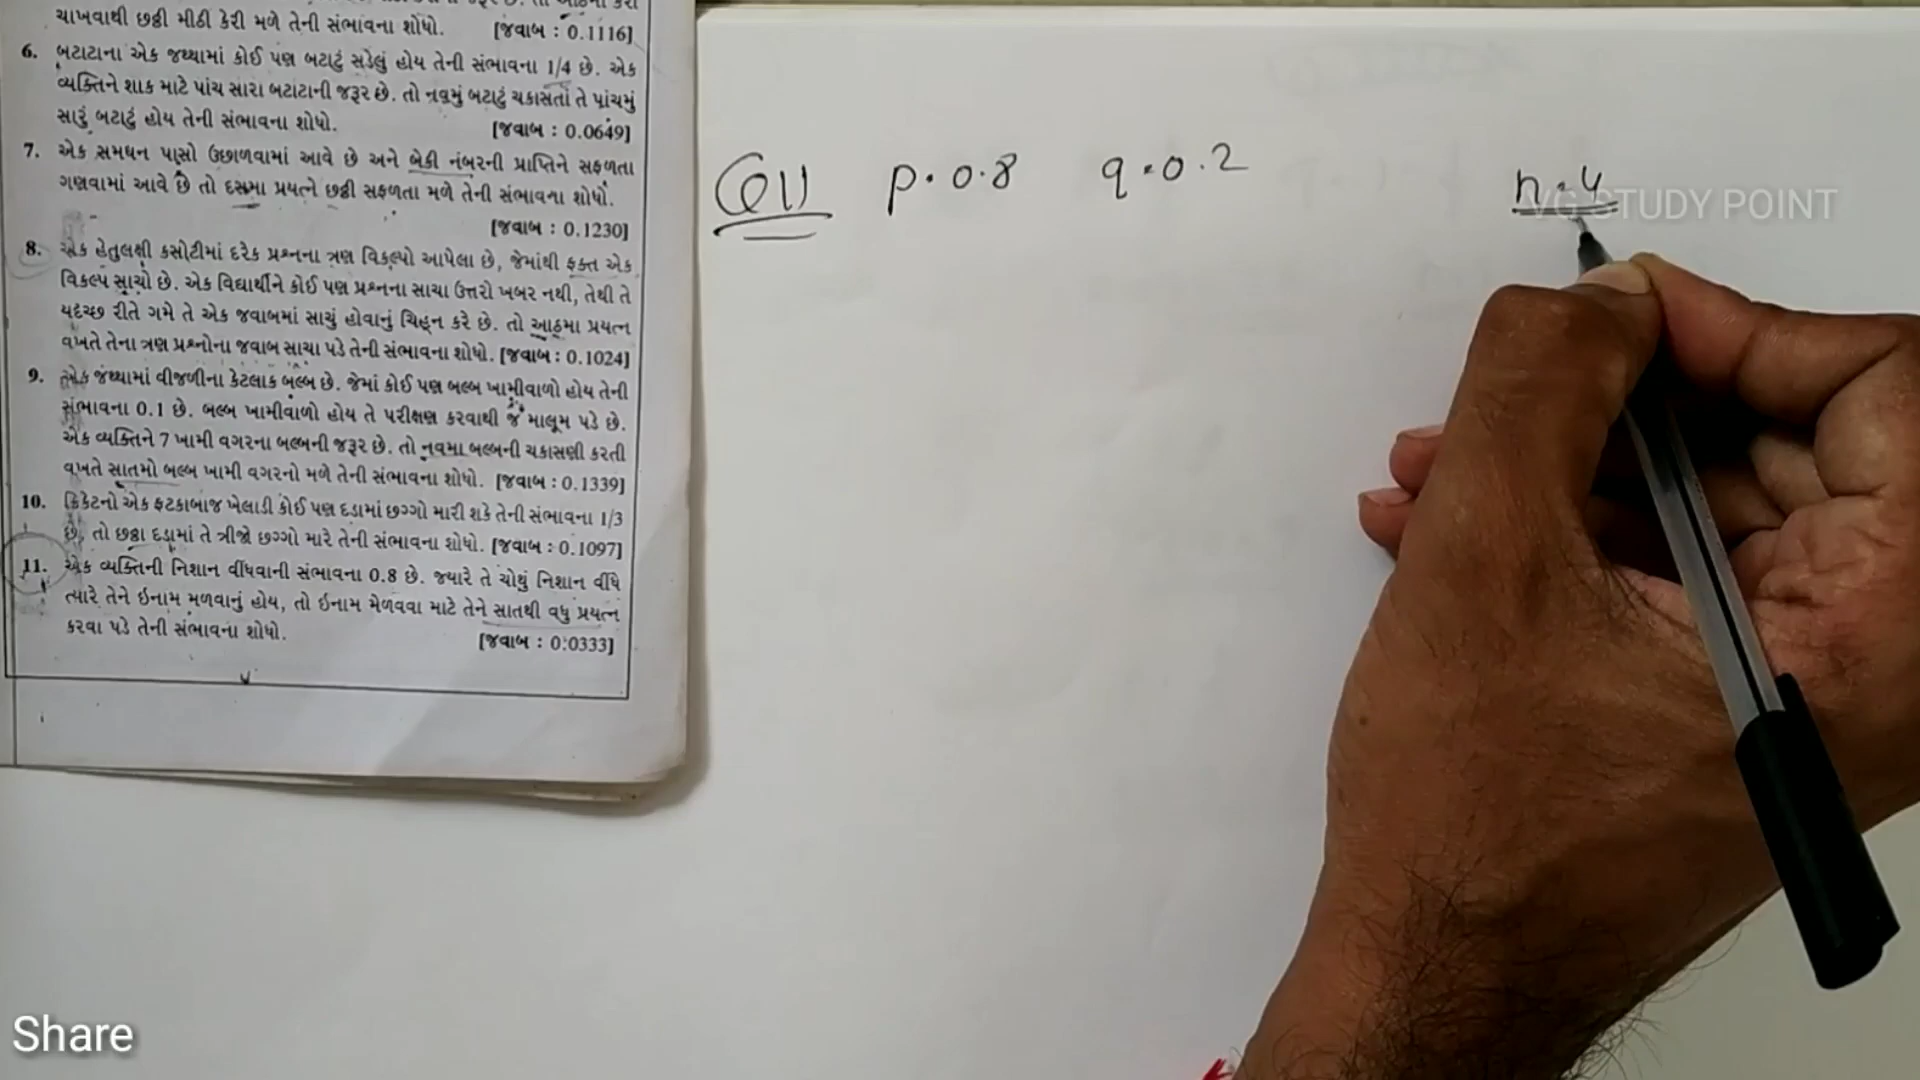 ચાખવાથી છઠ્ઠી મીઠી કેરી મળે તેની સંભાવના શોધો. [જવાબ : 0.1116]
6. બટાટાના એક જથ્થામાં કોઈ પણ બટાટું સડેલું હોય તેની સંભાવના 1/4 છે. એક
વ્યક્તિને શાક માટે પાંચ સારા બટાટાની જરૂર છે. તો નવમું બટાટું ચકાસતાં તે પાંચમું
સારું બટાટું હોય તેની સંભાવના શોધો. [જવાબ : 0.0649]
7. એક સમઘન પાસો ઉછાળવામાં આવે છે અને બેકી નંબરની પ્રાપ્તિને સફળતા
ગણવામાં આવે છે તો દસમા પ્રયત્ને છઠ્ઠી સફળતા મળે તેની સંભાવના શોધો.
[જવાબ : 0.1230]
8. એક હેતુલક્ષી કસોટીમાં દરેક પ્રશ્નના ત્રણ વિકલ્પો આપેલા છે, જેમાંથી ફક્ત એક
વિકલ્પ સાચો છે. એક વિદ્યાર્થીને કોઈ પણ પ્રશ્નના સાચા ઉત્તરો ખબર નથી, તેથી તે
યદચ્છ રીતે ગમે તે એક જવાબમાં સાચું હોવાનું ચિહ્ન કરે છે. તો આઠમા પ્રયત્ન
વખતે તેના ત્રણ પ્રશ્નોના જવાબ સાચા પડે તેની સંભાવના શોધો. [જવાબ : 0.1024]
9. એક જથ્થામાં વીજળીના કેટલાક બલ્બ છે. જેમાં કોઈ પણ બલ્બ ખામીવાળો હોય તેની
સંભાવના 0.1 છે. બલ્બ ખામીવાળો હોય તે પરીક્ષણ કરવાથી જ માલૂમ પડે છે.
એક વ્યક્તિને 7 ખામી વગરના બલ્બની જરૂર છે. તો નવમા બલ્બની ચકાસણી કરતી
વખતે સાતમો બલ્બ ખામી વગરનો મળે તેની સંભાવના શોધો. [જવાબ : 0.1339]
10. ક્રિકેટનો એક ફટકાબાજ ખેલાડી કોઈ પણ દડામાં છગ્ગો મારી શકે તેની સંભાવના 1/3
છે, તો છઠ્ઠા દડામાં તે ત્રીજો છગ્ગો મારે તેની સંભાવના શોધો. [જવાબ : 0.1097]
11. એક વ્યક્તિની નિશાન વીંધવાની સંભાવના 0.8 છે. જ્યારે તે ચોથું નિશાન વીંધે
ત્યારે તેને ઇનામ મળવાનું હોય, તો ઇનામ મેળવવા માટે તેને સાતથી વધુ પ્રયત્ન
કરવા પડે તેની સંભાવના શોધો. [જવાબ : 0.0333]
Q11 p = 0.8 q = 0.2 n = 4
VG STUDY POINT
Share